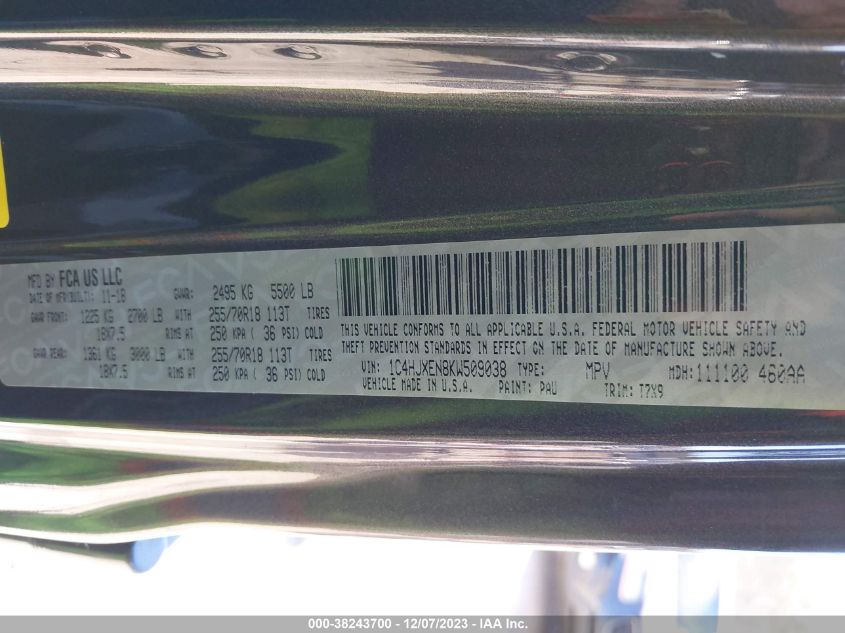 MFD BY FCA US LLC
DATE OF MFR(BUILT): 11-18 GVWR: 2495 KG 5500 LB
GAWR FRONT: 1225 KG 2700 LB WITH 255/70R18 113T TIRES
18X7.5 RIMS AT 250 KPA ( 36 PSI) COLD
GAWR REAR: 1361 KG 3000 LB WITH 255/70R18 113T TIRES
18X7.5 RIMS AT 250 KPA ( 36 PSI) COLD
THIS VEHICLE CONFORMS TO ALL APPLICABLE U.S.A. FEDERAL MOTOR VEHICLE SAFETY AND
THEFT PREVENTION STANDARDS IN EFFECT ON THE DATE OF MANUFACTURE SHOWN ABOVE.
VIN: 1C4HJXEN8KW509038 TYPE: MPV MDH: 111100 460AA
VEHICLE MADE IN U.S.A. PAINT: PAU TRIM: T7X9
000-38243700 - 12/07/2023 - IAA Inc.